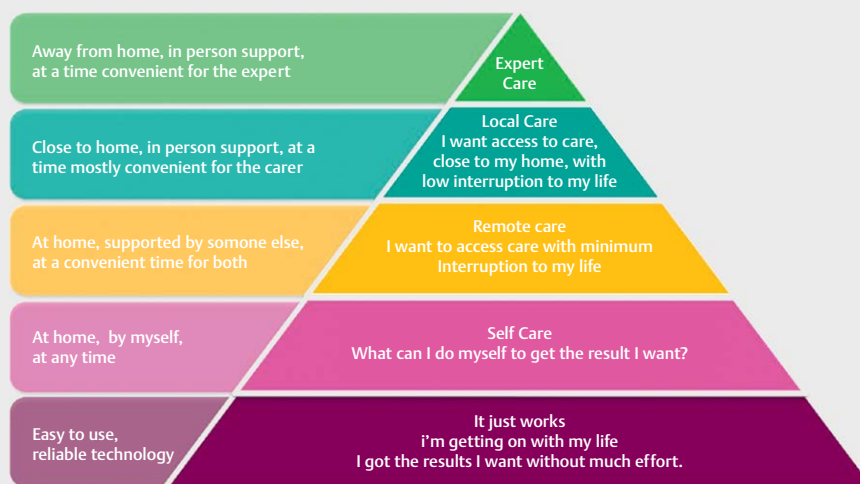 Away from home, in person support,
at a time convenient for the expert
Expert
Care
Close to home, in person support, at a
time mostly convenient for the carer
Local Care
I want access to care,
close to my home, with
low interruption to my life
At home, supported by somone else,
at a convenient time for both
Remote care
I want to access care with minimum
Interruption to my life
At home, by myself,
at any time
Self Care
What can I do myself to get the result I want?
Easy to use,
reliable technology
It just works
i'm getting on with my life
I got the results I want without much effort.